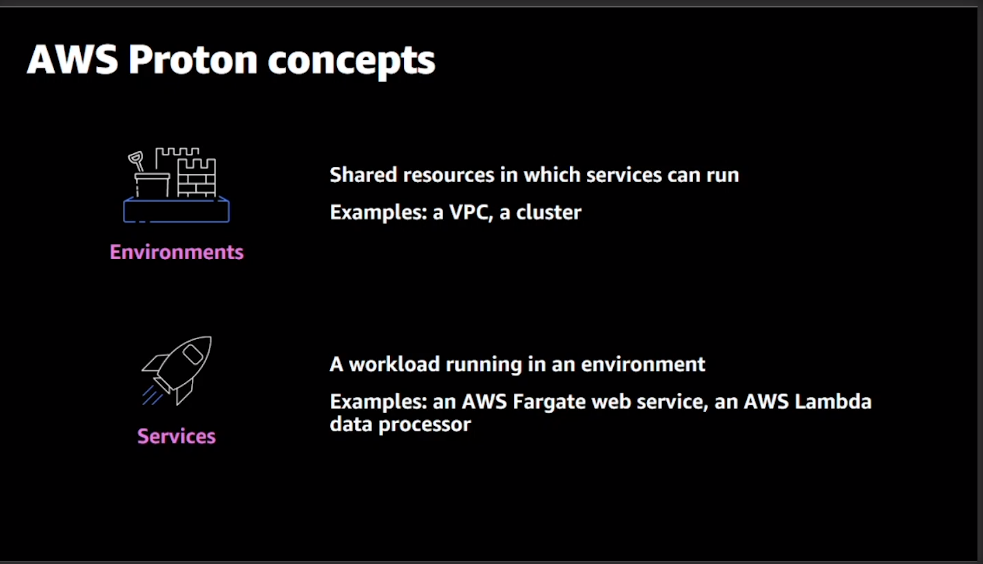 AWS Proton concepts
Environments
Shared resources in which services can run
Examples: a VPC, a cluster
Services
A workload running in an environment
Examples: an AWS Fargate web service, an AWS Lambda
data processor